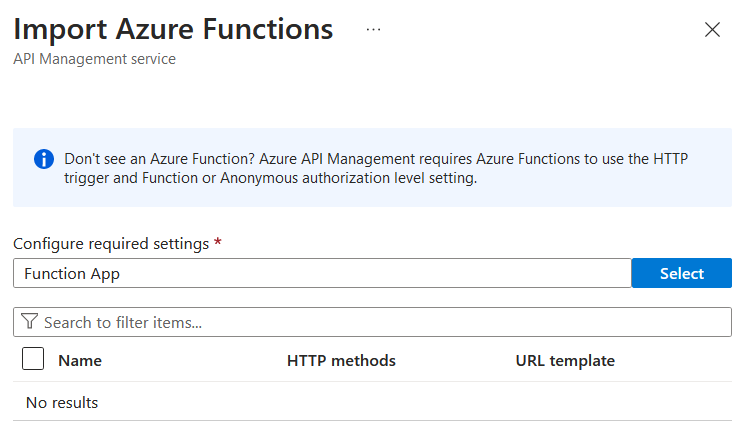 Import Azure Functions ...
API Management service
Don't see an Azure Function? Azure API Management requires Azure Functions to use the HTTP
trigger and Function or Anonymous authorization level setting.
Configure required settings *
Function App Select
Search to filter items...
Name HTTP methods URL template
No results